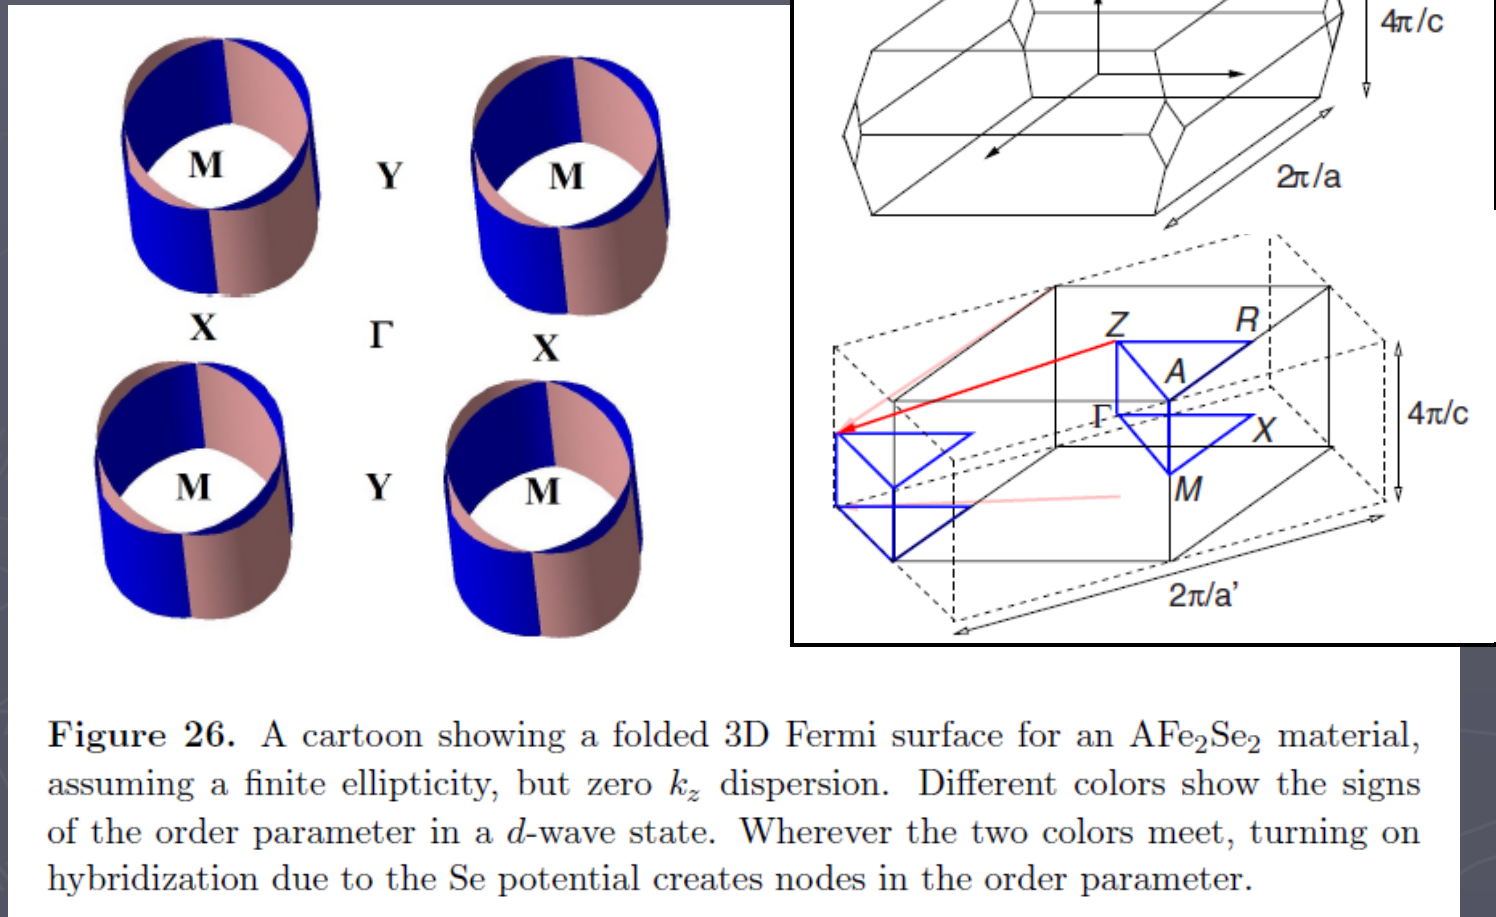 M
Y
M
X
Γ
X
M
Y
M
4π/c
2π/a
Z
R
A
Γ
X
4π/c
M
2π/a’
Figure 26. A cartoon showing a folded 3D Fermi surface for an AFe₂Se₂ material,
assuming a finite ellipticity, but zero k_z dispersion. Different colors show the signs
of the order parameter in a d-wave state. Wherever the two colors meet, turning on
hybridization due to the Se potential creates nodes in the order parameter.